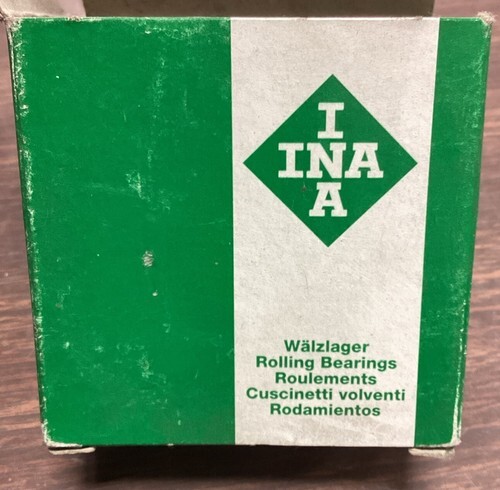 I
INA
A
Wälzlager
Rolling Bearings
Roulements
Cuscinetti volventi
Rodamientos